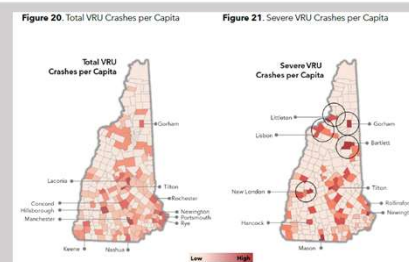 Figure 20. Total VRU Crashes per Capita
Figure 21. Severe VRU Crashes per Capita
Total VRU
Crashes per Capita
Gorham
Laconia
Tilton
Rochester
Concord
Hillsborough
Manchester
Newington
Portsmouth
Rye
Keene
Nashua
Severe VRU
Crashes per Capita
Littleton
Gorham
Lisbon
Bartlett
New London
Tilton
Hancock
Mason
Low
High